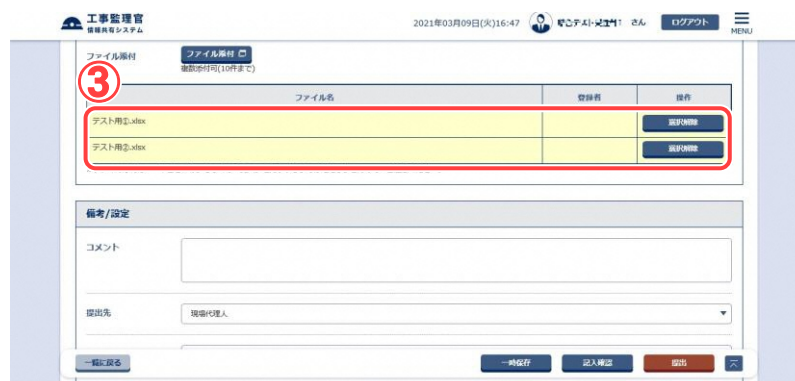 工事監理官
情報共有システム
2021年03月09日(火)16:47
さん
ログアウト
MENU
ファイル添付
ファイル添付
複数添付可(10件まで)
③
ファイル名
登録者
操作
テスト用①.xlsx
選択解除
テスト用②.xlsx
選択解除
備考/設定
コメント
提出先
現場代理人
一覧に戻る
一時保存
記入確認
提出